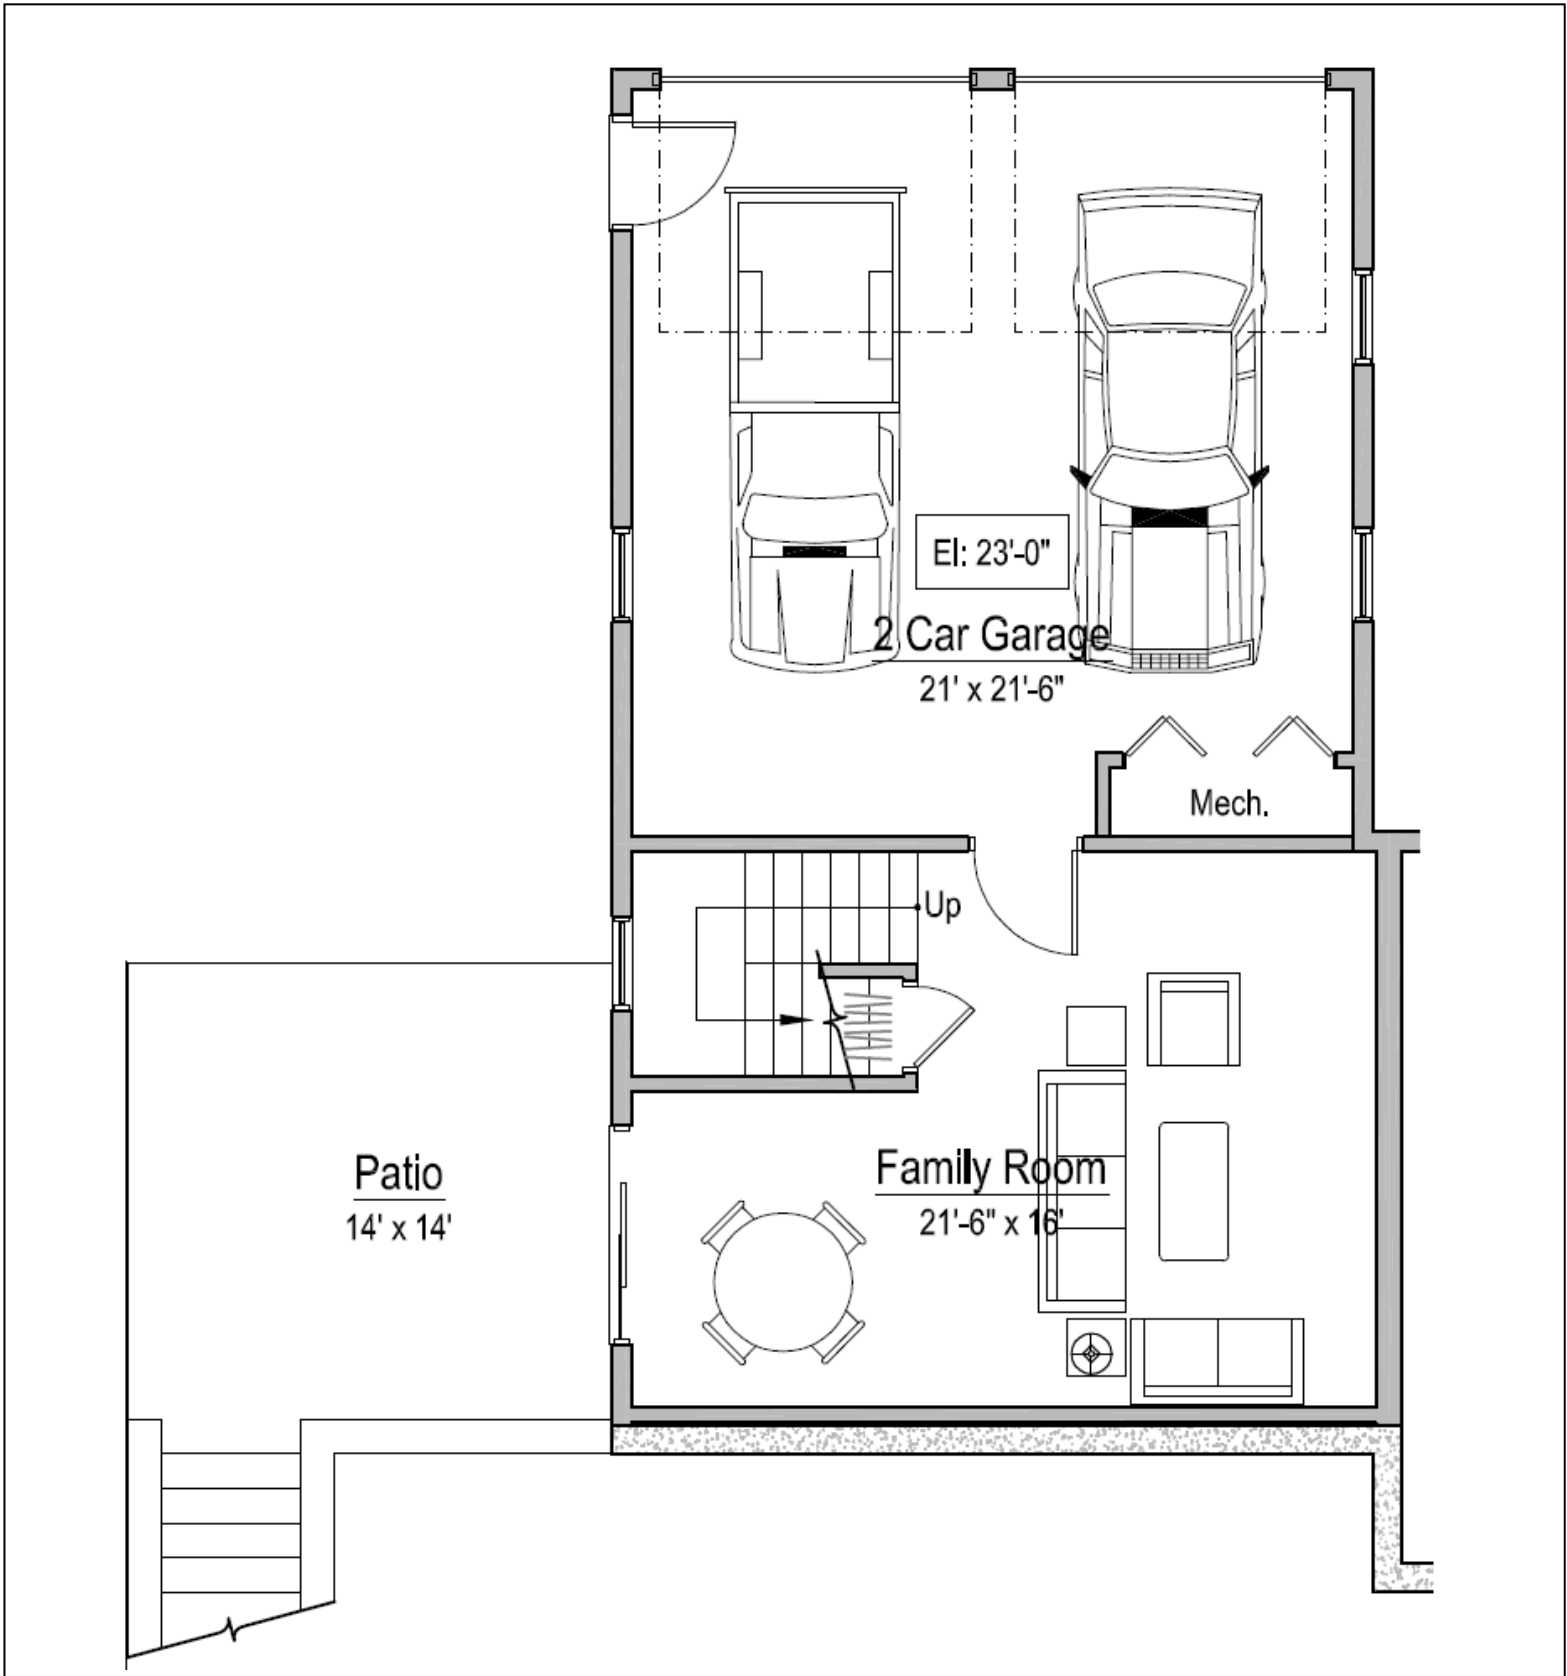 El: 23'-0"
2 Car Garage
21' x 21'-6"
Mech.
Up
Patio
14' x 14'
Family Room
21'-6" x 16'